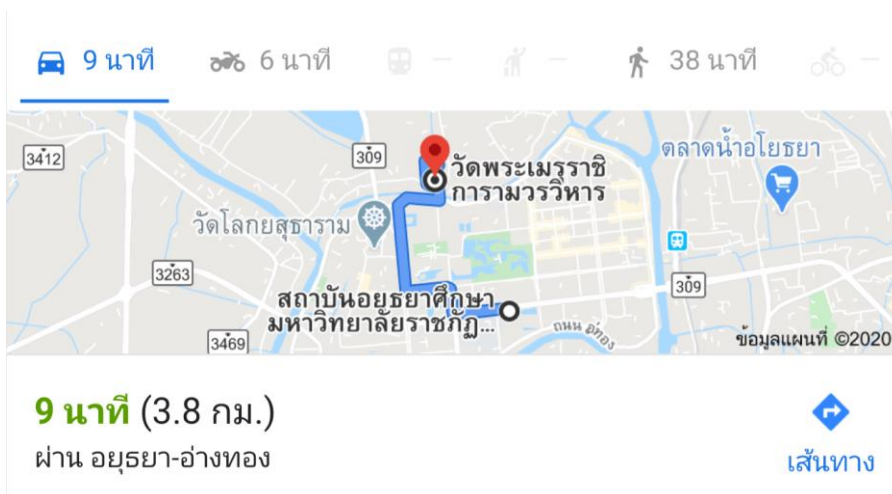 9 นาที
6 นาที
—
—
38 นาที
—
3412
309
วัดพระเมรุราชิ
การามวรวิหาร
ตลาดน้ำอโยธยา
วัดโลกยสุธาราม
3263
309
สถาบันอยุธยาศึกษา
มหาวิทยาลัยราชภัฏ...
3469
ถนน อู่ทอง
ข้อมูลแผนที่ ©2020
9 นาที (3.8 กม.)
ผ่าน อยุธยา-อ่างทอง
เส้นทาง